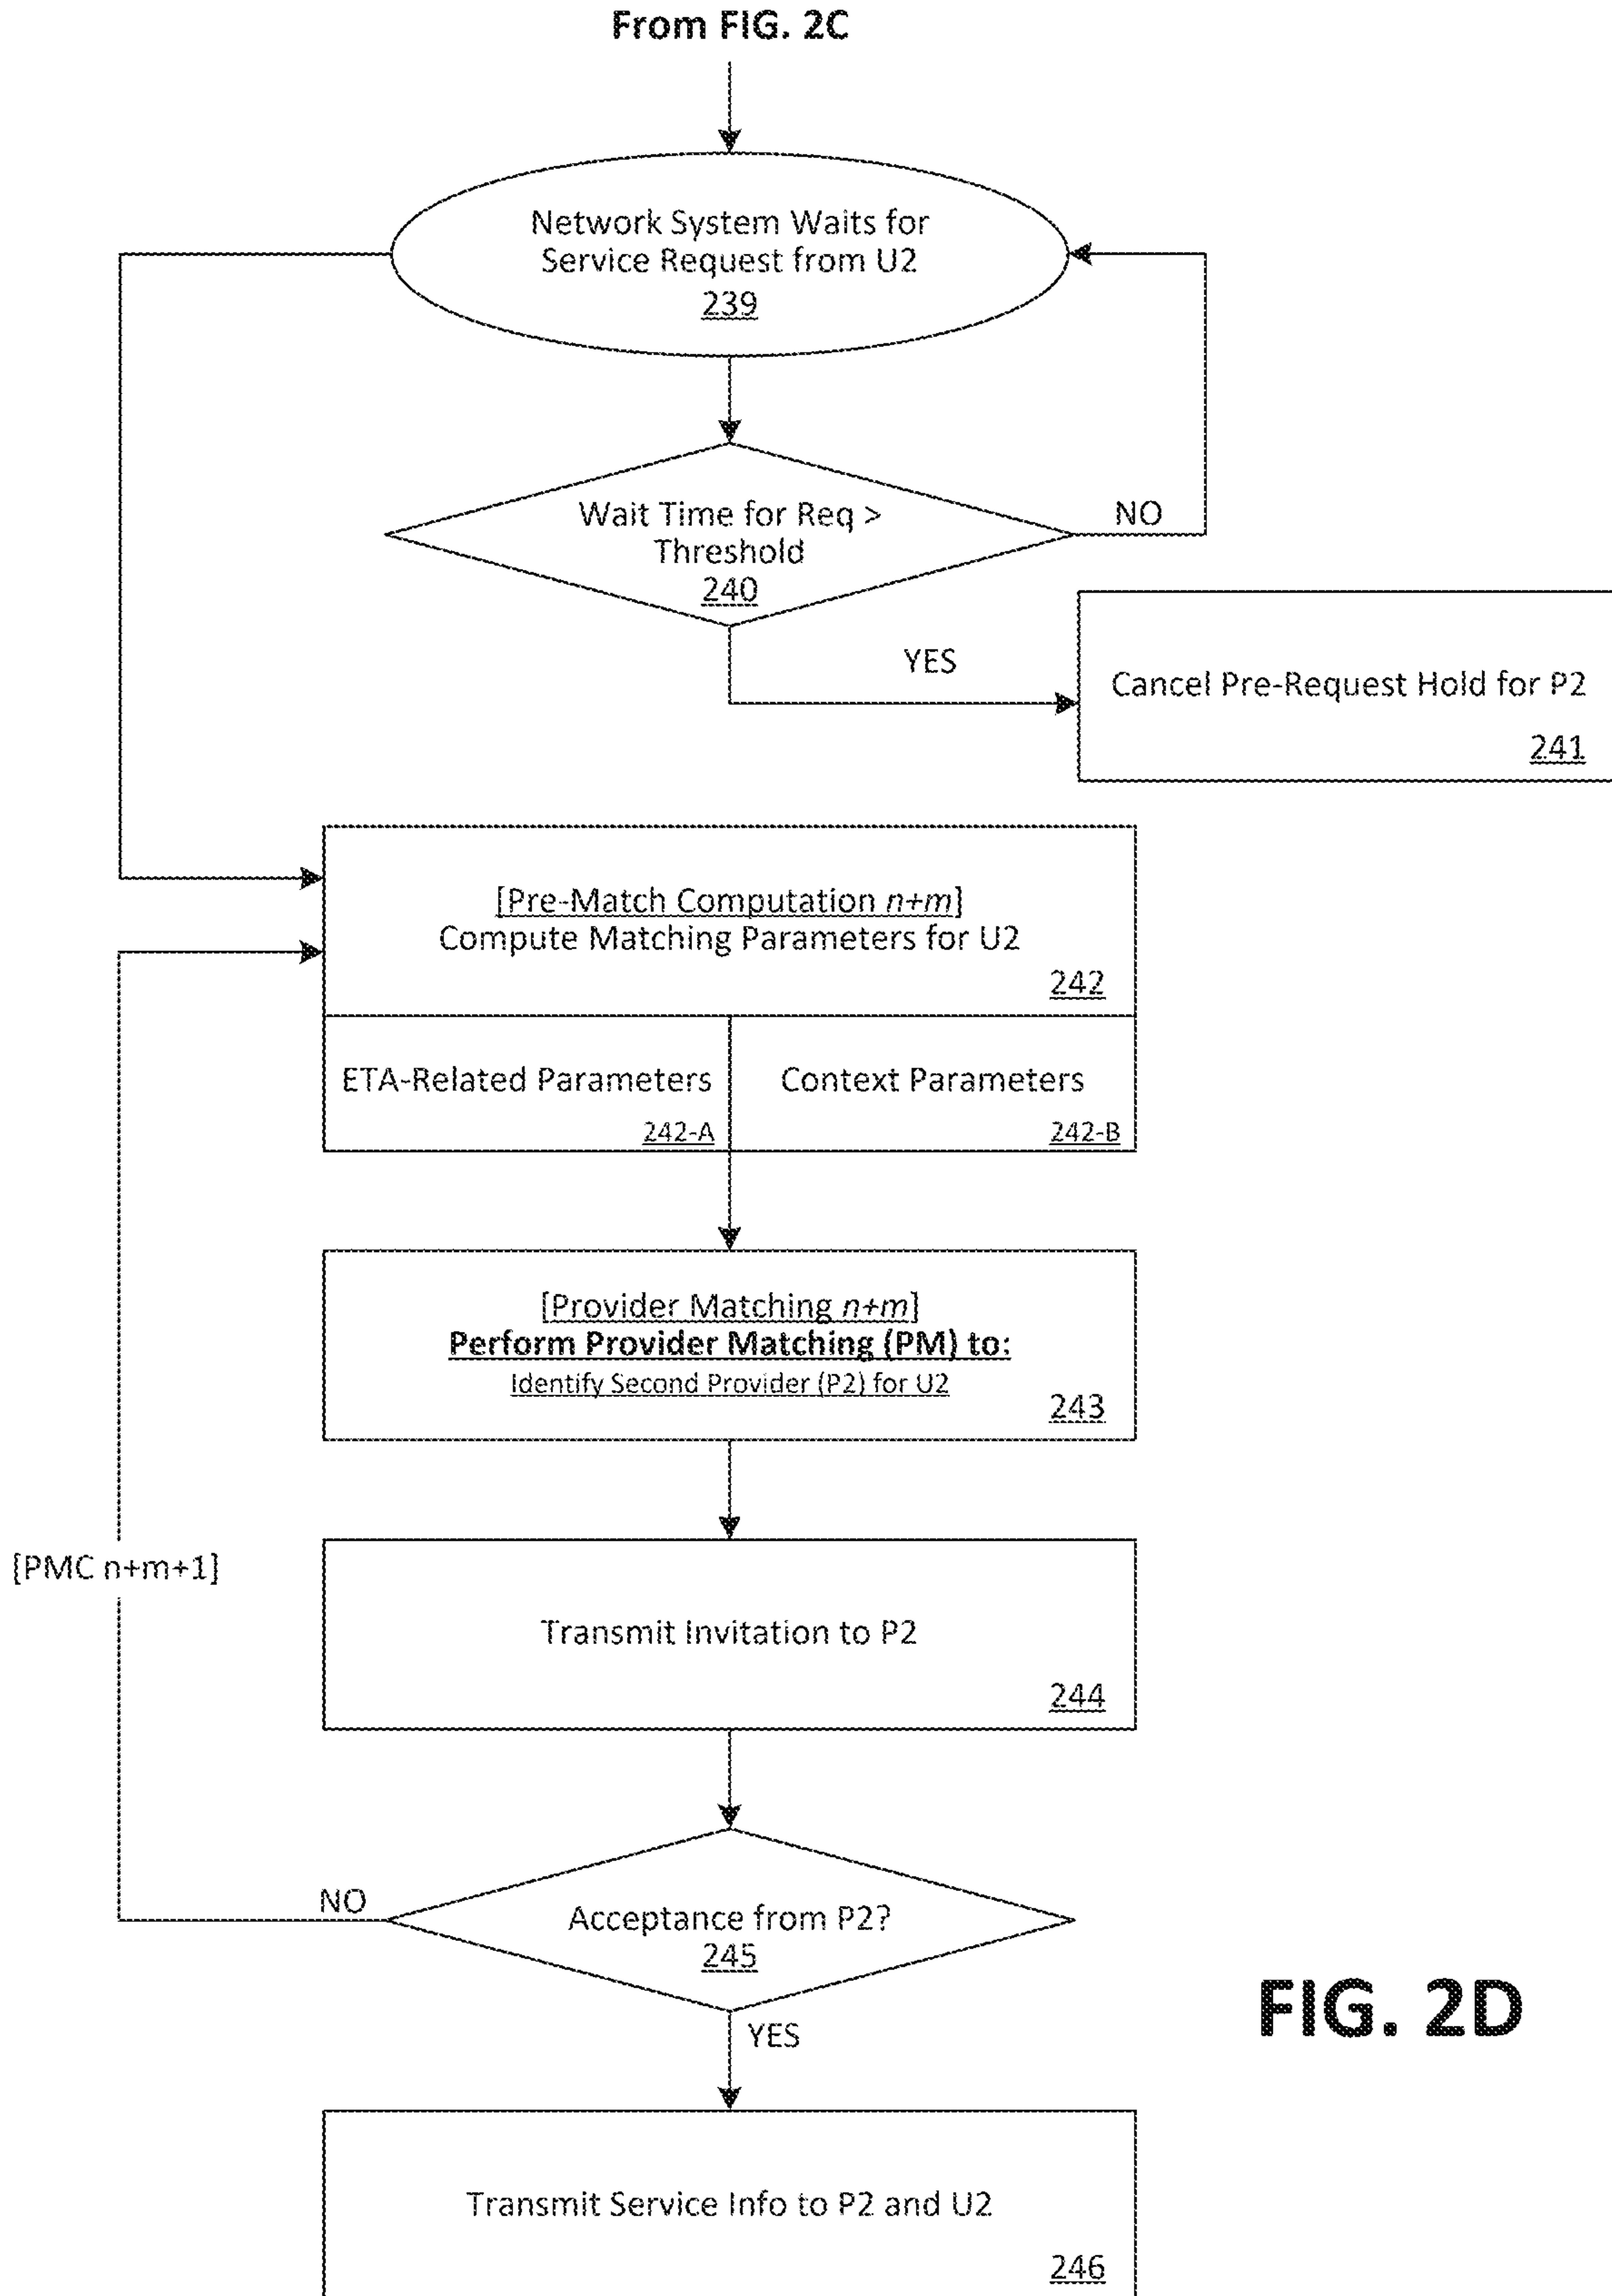 From FIG. 2C
Network System Waits for
Service Request from U2
239
Wait Time for Req >
Threshold
240
NO
YES
Cancel Pre-Request Hold for P2
241
[Pre-Match Computation n+m]
Compute Matching Parameters for U2
242
ETA-Related Parameters
242-A
Context Parameters
242-B
[Provider Matching n+m]
Perform Provider Matching (PM) to:
Identify Second Provider (P2) for U2
243
[PMC n+m+1]
Transmit Invitation to P2
244
NO
Acceptance from P2?
245
YES
FIG. 2D
Transmit Service Info to P2 and U2
246